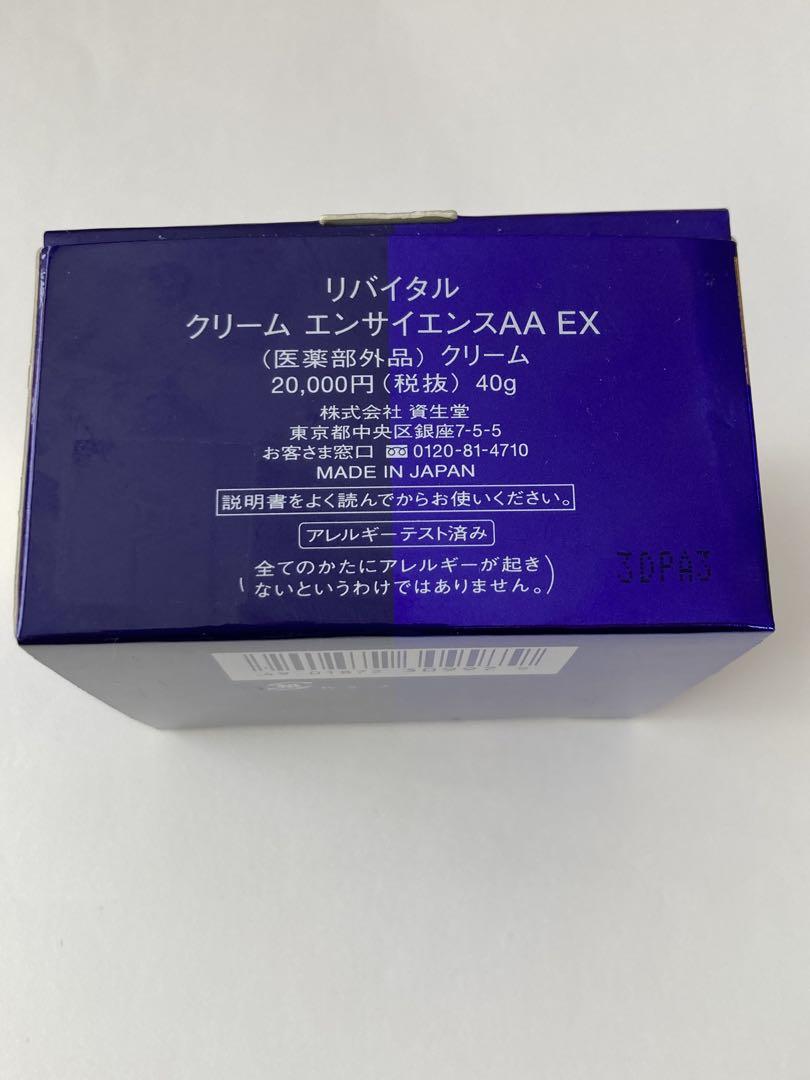 リバイタル
クリーム エンサイエンスAA EX
（医薬部外品）クリーム
20,000円（税抜）40g
株式会社 資生堂
東京都中央区銀座7-5-5
お客さま窓口 0120-81-4710
MADE IN JAPAN
説明書をよく読んでからお使いください。
アレルギーテスト済み
（全てのかたにアレルギーが起き
ないというわけではありません。）
3DPA3